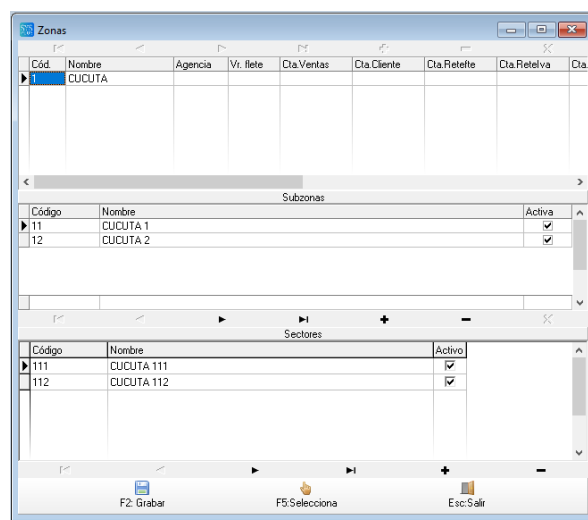 Zonas
Cód. Nombre Agencia Vr. flete Cta.Ventas Cta.Cliente Cta.Retefte Cta.ReteIva Cta.
1 CUCUTA
Subzonas
Código Nombre Activa
11 CUCUTA 1
12 CUCUTA 2
Sectores
Código Nombre Activo
111 CUCUTA 111
112 CUCUTA 112
F2: Grabar F5:Selecciona Esc:Salir